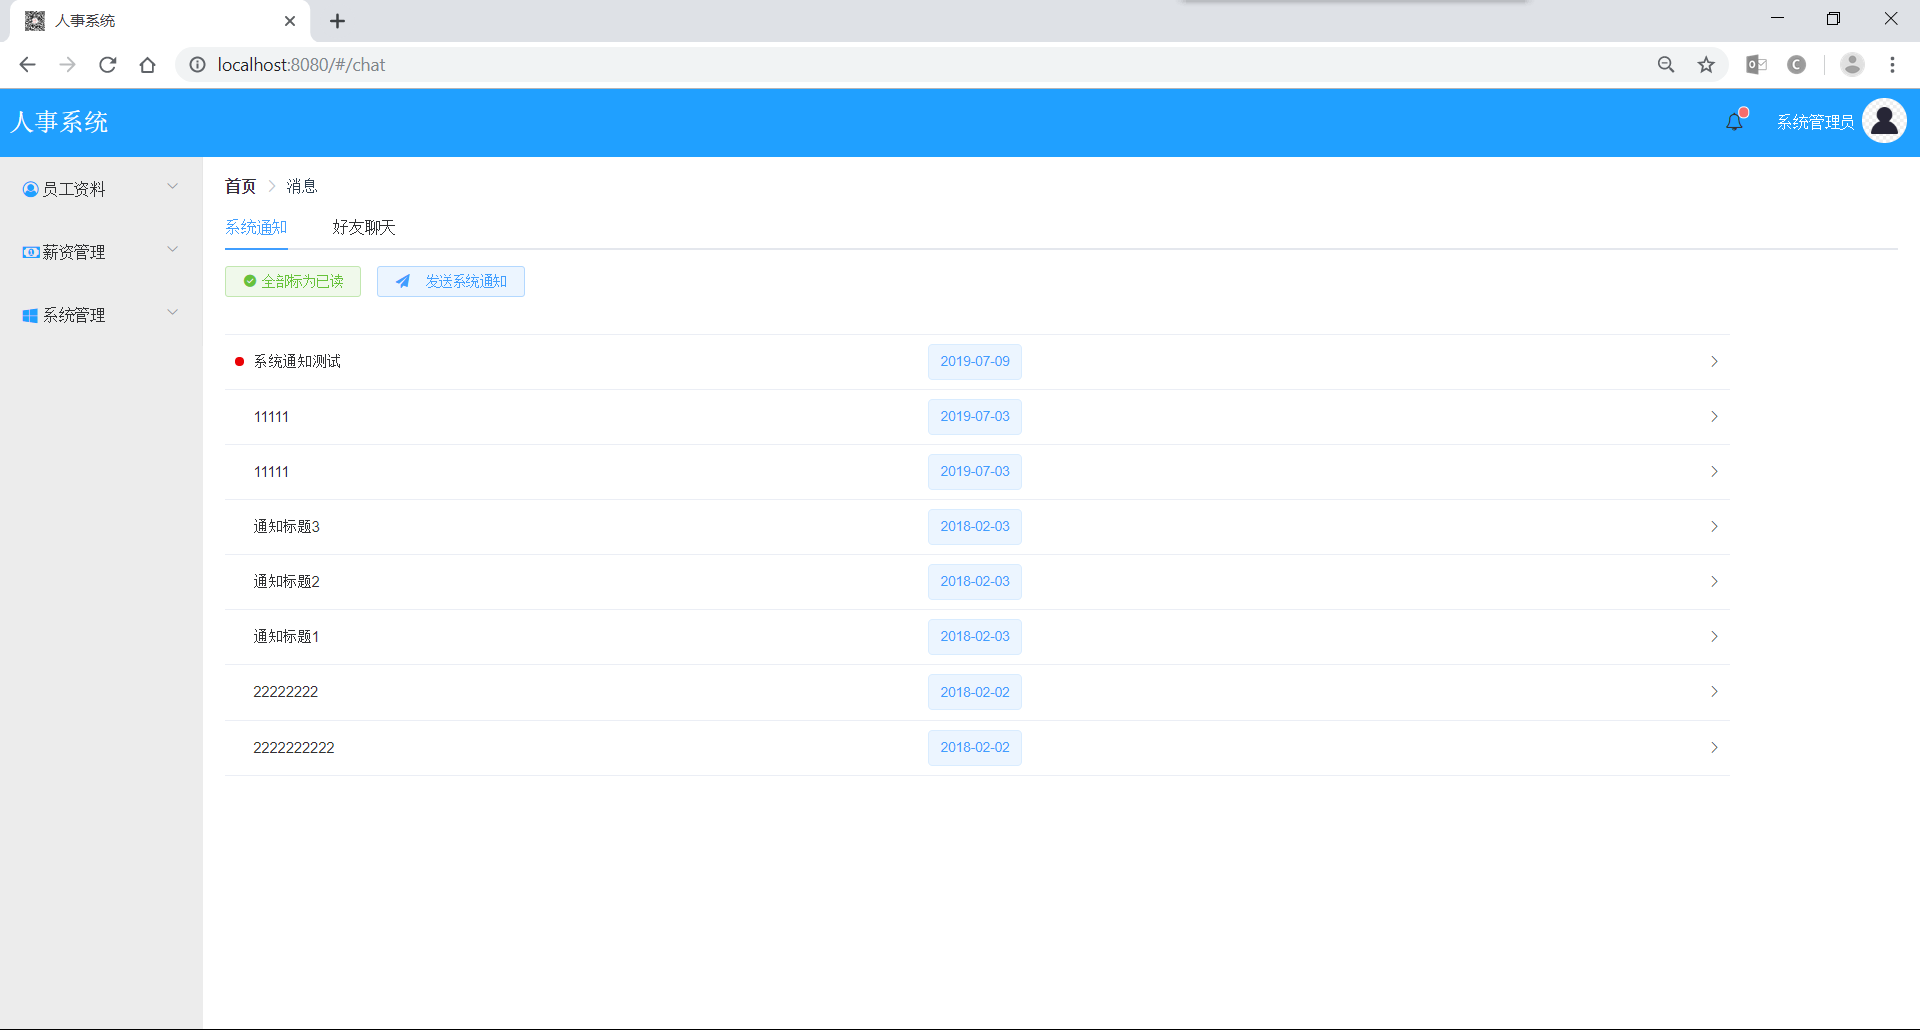 人事系统
localhost:8080/#/chat
人事系统
系统管理员
员工资料
薪资管理
系统管理
首页 > 消息
系统通知 好友聊天
全部标为已读 发送系统通知
系统通知测试 2019-07-09
11111 2019-07-03
11111 2019-07-03
通知标题3 2018-02-03
通知标题2 2018-02-03
通知标题1 2018-02-03
22222222 2018-02-02
2222222222 2018-02-02